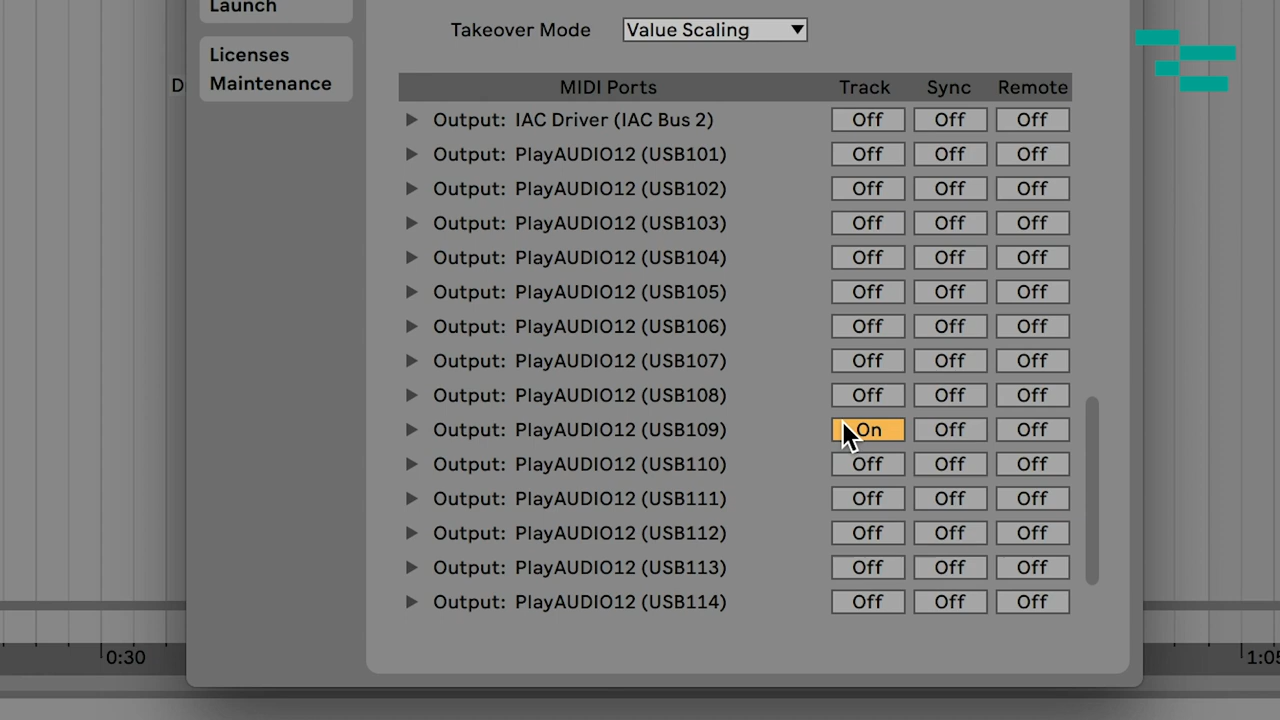 Launch
Takeover Mode Value Scaling
Licenses
Maintenance
D
MIDI Ports Track Sync Remote
Output: IAC Driver (IAC Bus 2) Off Off Off
Output: PlayAUDIO12 (USB101) Off Off Off
Output: PlayAUDIO12 (USB102) Off Off Off
Output: PlayAUDIO12 (USB103) Off Off Off
Output: PlayAUDIO12 (USB104) Off Off Off
Output: PlayAUDIO12 (USB105) Off Off Off
Output: PlayAUDIO12 (USB106) Off Off Off
Output: PlayAUDIO12 (USB107) Off Off Off
Output: PlayAUDIO12 (USB108) Off Off Off
Output: PlayAUDIO12 (USB109) On Off Off
Output: PlayAUDIO12 (USB110) Off Off Off
Output: PlayAUDIO12 (USB111) Off Off Off
Output: PlayAUDIO12 (USB112) Off Off Off
Output: PlayAUDIO12 (USB113) Off Off Off
Output: PlayAUDIO12 (USB114) Off Off Off
0:30 1:05